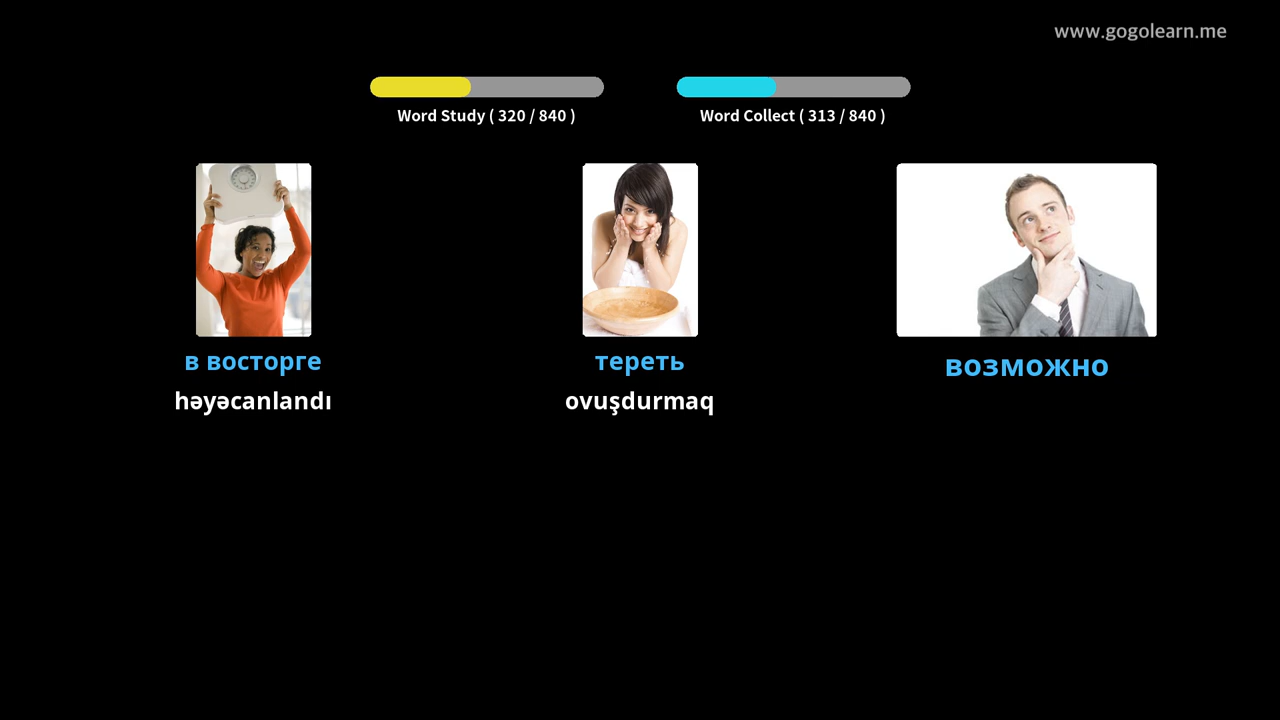 www.gogolearn.me
Word Study ( 320 / 840 )
Word Collect ( 313 / 840 )
в восторге
həyəcanlandı
тереть
ovuşdurmaq
возможно